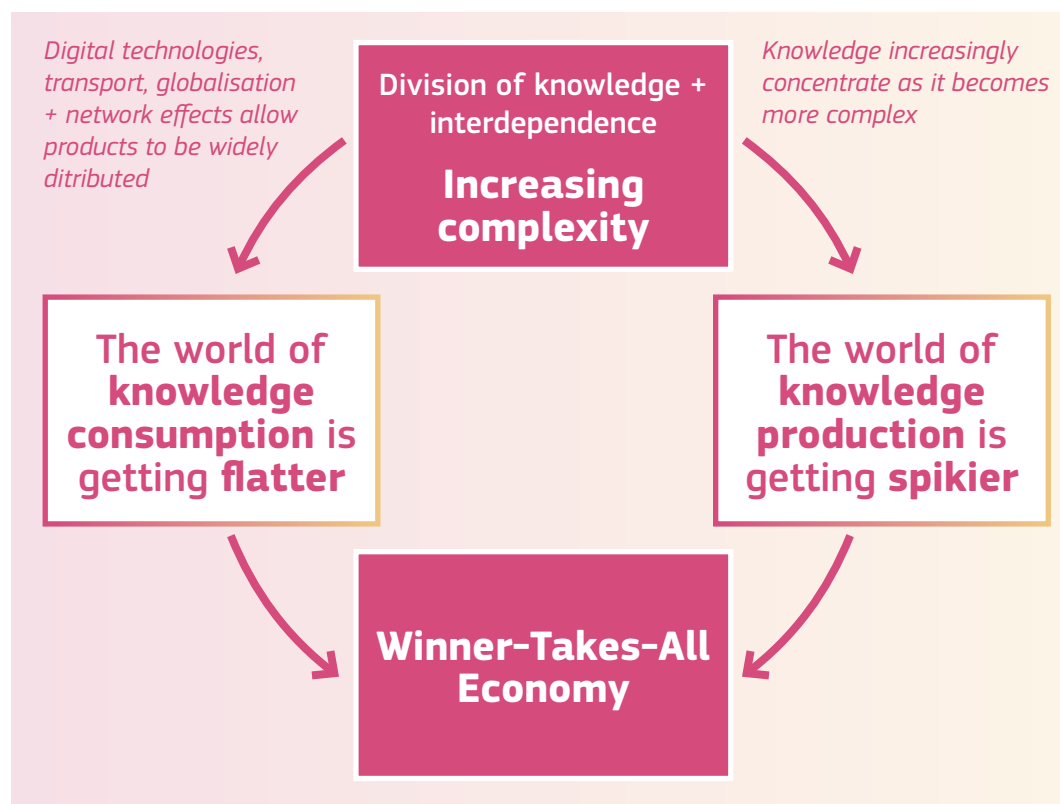 Digital technologies,
transport, globalisation
+ network effects allow
products to be widely
ditributed
Division of knowledge +
interdependence
Increasing
complexity
Knowledge increasingly
concentrate as it becomes
more complex
The world of
knowledge
consumption is
getting flatter
The world of
knowledge
production is
getting spikier
Winner-Takes-All
Economy